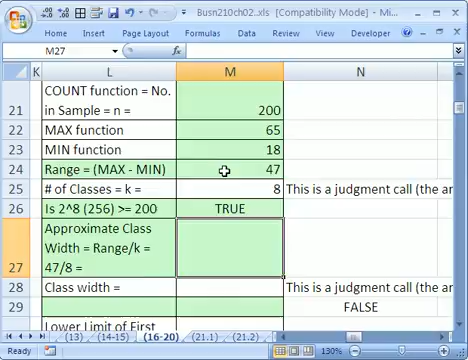 Busn210ch02..xls [Compatibility Mode] - Mi...
Home Insert Page Layout Formulas Data Review View Developer
M27 fx
K L M N
21 COUNT function = No. in Sample = n = 200
22 MAX function 65
23 MIN function 18
24 Range = (MAX - MIN) 47
25 # of Classes = k = 8 This is a judgment call (the ar
26 Is 2^8 (256) >= 200 TRUE
27 Approximate Class Width = Range/k = 47/8 =
28 Class width = This is a judgment call (the ar
29 FALSE
Lower Limit of First
(13) (14-15) (16-20) (21.1) (21.2)
Ready 130%